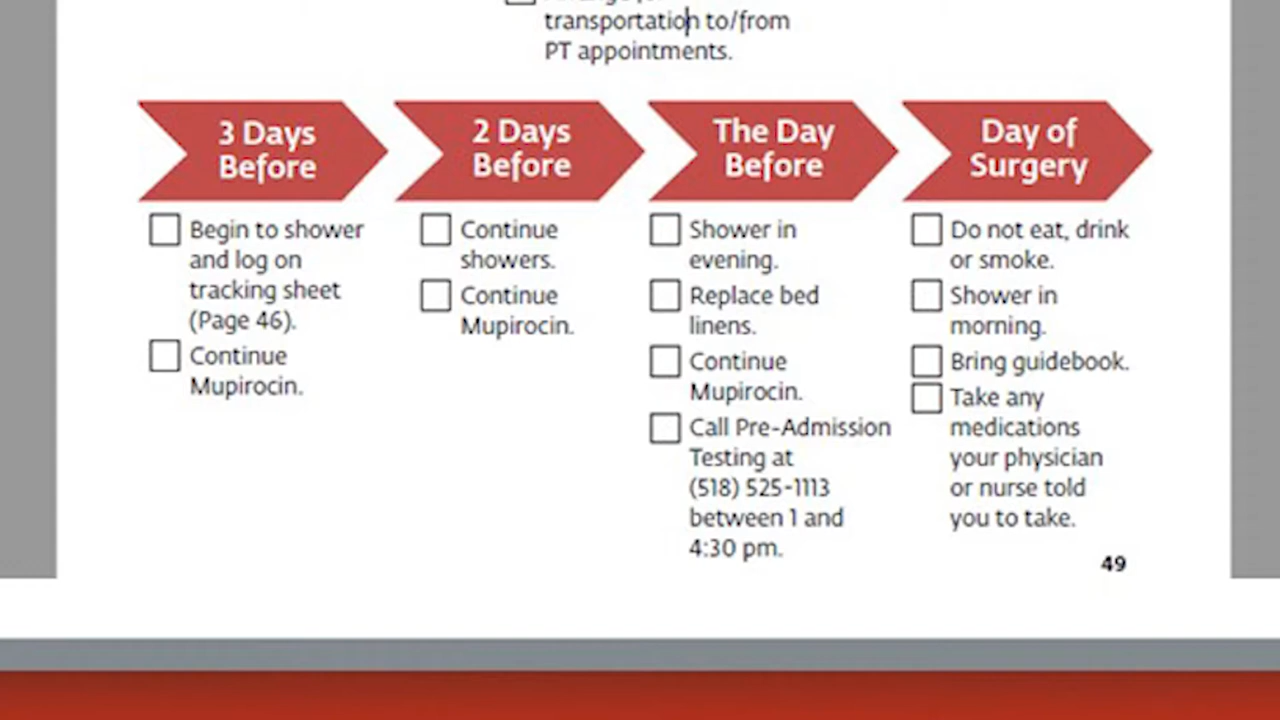 transportation to/from
PT appointments.
3 Days
Before
Begin to shower
and log on
tracking sheet
(Page 46).
Continue
Mupirocin.
2 Days
Before
Continue
showers.
Continue
Mupirocin.
The Day
Before
Shower in
evening.
Replace bed
linens.
Continue
Mupirocin.
Call Pre-Admission
Testing at
(518) 525-1113
between 1 and
4:30 pm.
Day of
Surgery
Do not eat, drink
or smoke.
Shower in
morning.
Bring guidebook.
Take any
medications
your physician
or nurse told
you to take.
49